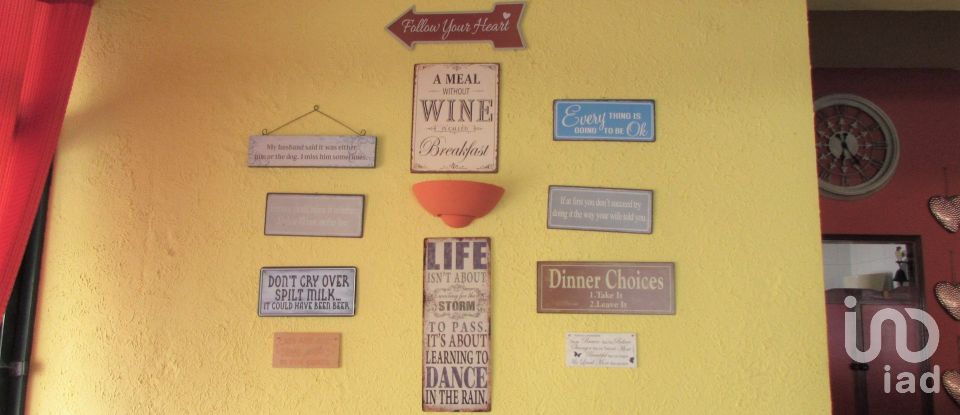 Follow Your Heart
A MEAL
WITHOUT
WINE
IS CALLED
Breakfast
Every THING IS
GOING TO BE Ok
My husband said it was either
him or the dog. I miss him sometimes.
If at first you don't succeed try
doing it the way your wife told you
DON'T CRY OVER
SPILT MILK...
IT COULD HAVE BEEN BEER
LIFE
ISN'T ABOUT
waiting for the
STORM
TO PASS.
IT'S ABOUT
LEARNING TO
DANCE
IN THE RAIN.
Dinner Choices
1.Take It
2.Leave It
in
iad